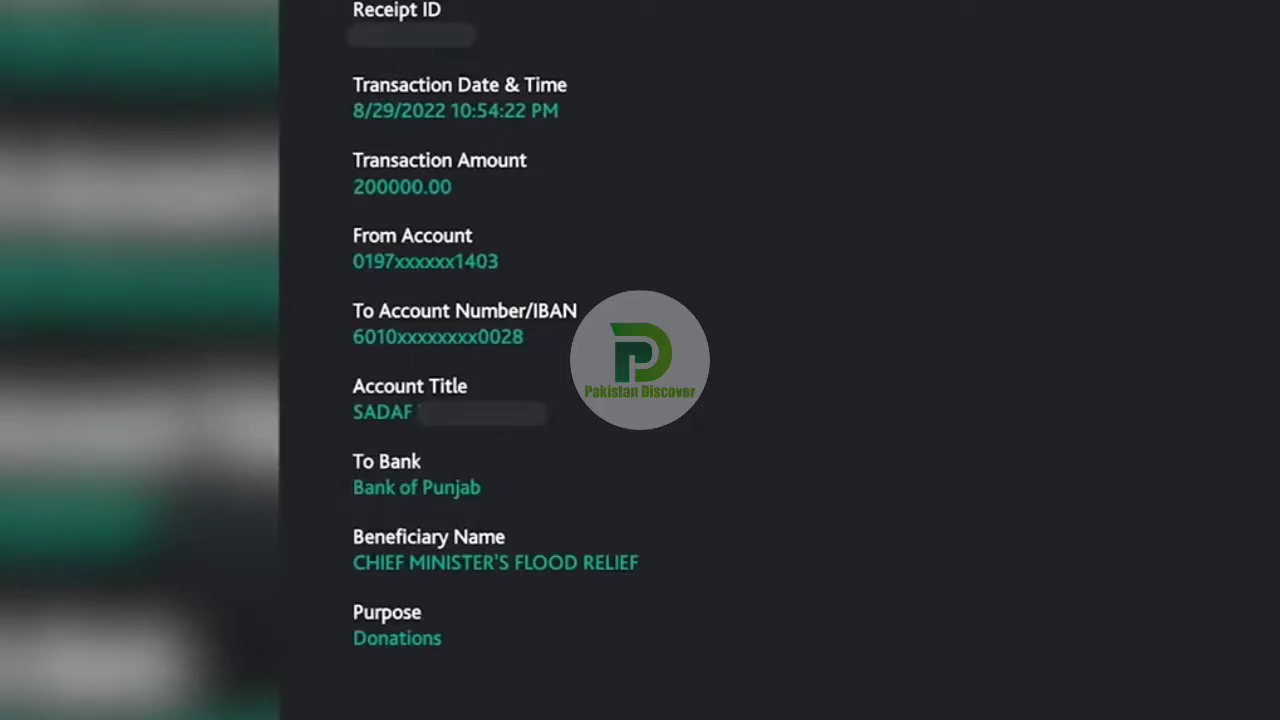 Receipt ID
Transaction Date & Time
8/29/2022 10:54:22 PM
Transaction Amount
200000.00
From Account
0197xxxxxx1403
To Account Number/IBAN
6010xxxxxxxx0028
Account Title
SADAF
To Bank
Bank of Punjab
Beneficiary Name
CHIEF MINISTER'S FLOOD RELIEF
Purpose
Donations
Pakistan Discover